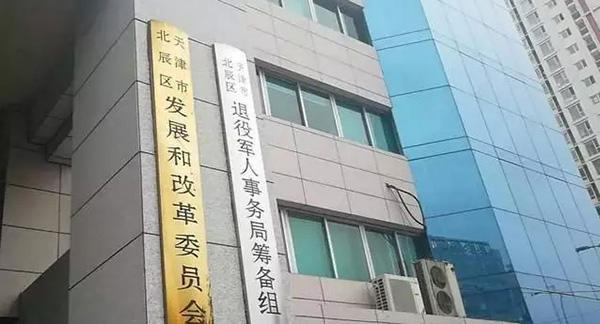 天津市
北辰区
发展和改革委员会
天津市
北辰区
退役军人事务局筹备组